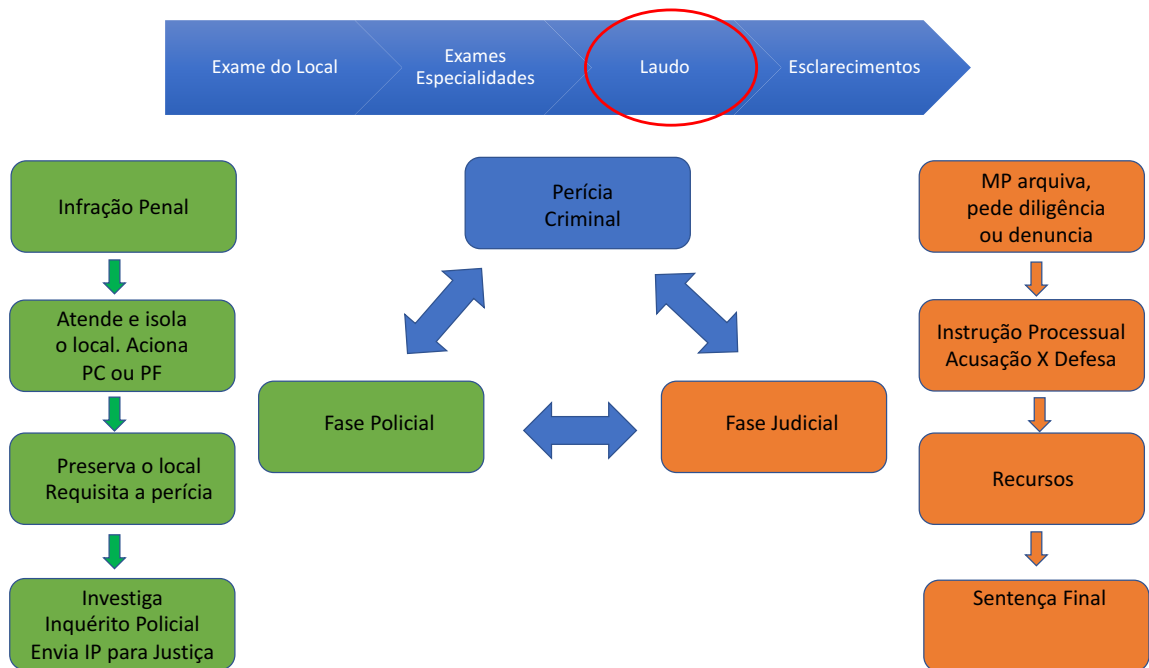 Exame do Local
Exames
Especialidades
Laudo
Esclarecimentos
Infração Penal
Atende e isola
o local. Aciona
PC ou PF
Preserva o local
Requisita a perícia
Investiga
Inquérito Policial
Envia IP para Justiça
Perícia
Criminal
Fase Policial
Fase Judicial
MP arquiva,
pede diligência
ou denuncia
Instrução Processual
Acusação X Defesa
Recursos
Sentença Final